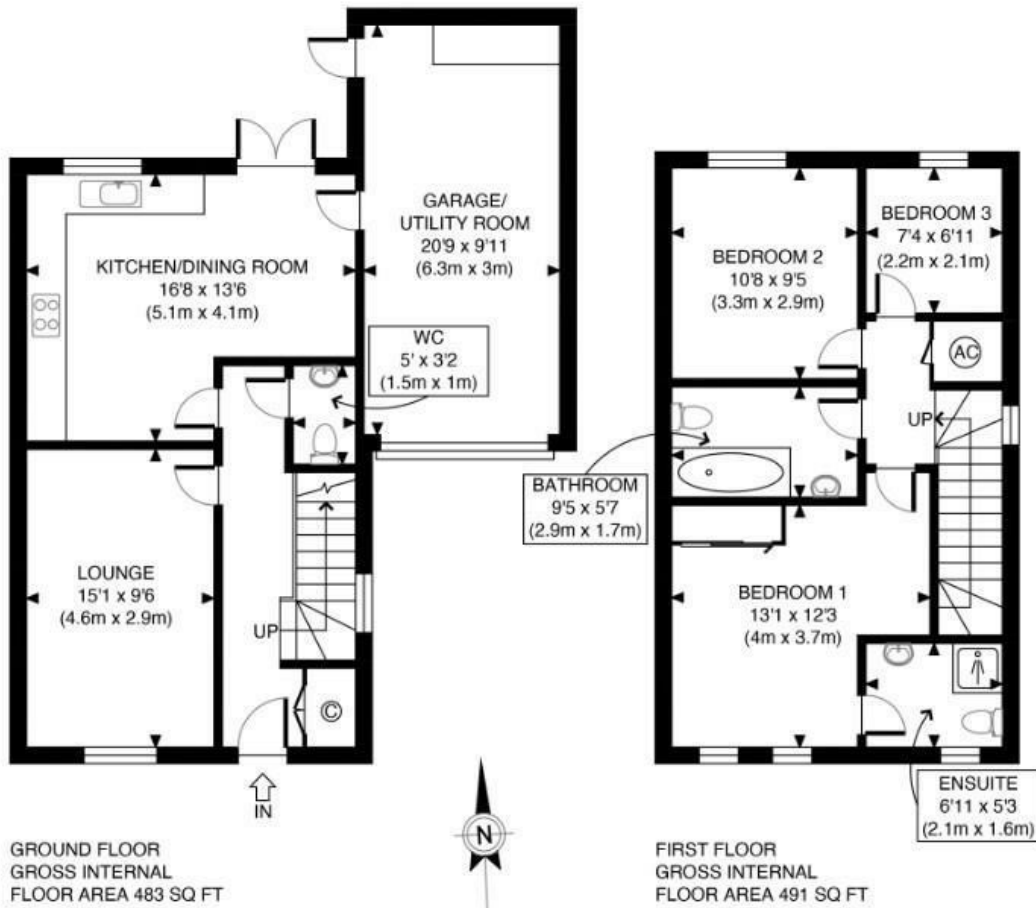 GARAGE/
UTILITY ROOM
20'9 x 9'11
(6.3m x 3m)
KITCHEN/DINING ROOM
16'8 x 13'6
(5.1m x 4.1m)
WC
5' x 3'2
(1.5m x 1m)
LOUNGE
15'1 x 9'6
(4.6m x 2.9m)
UP
C
IN
GROUND FLOOR
GROSS INTERNAL
FLOOR AREA 483 SQ FT
N
BEDROOM 2
10'8 x 9'5
(3.3m x 2.9m)
BEDROOM 3
7'4 x 6'11
(2.2m x 2.1m)
AC
UP
BATHROOM
9'5 x 5'7
(2.9m x 1.7m)
BEDROOM 1
13'1 x 12'3
(4m x 3.7m)
ENSUITE
6'11 x 5'3
(2.1m x 1.6m)
FIRST FLOOR
GROSS INTERNAL
FLOOR AREA 491 SQ FT